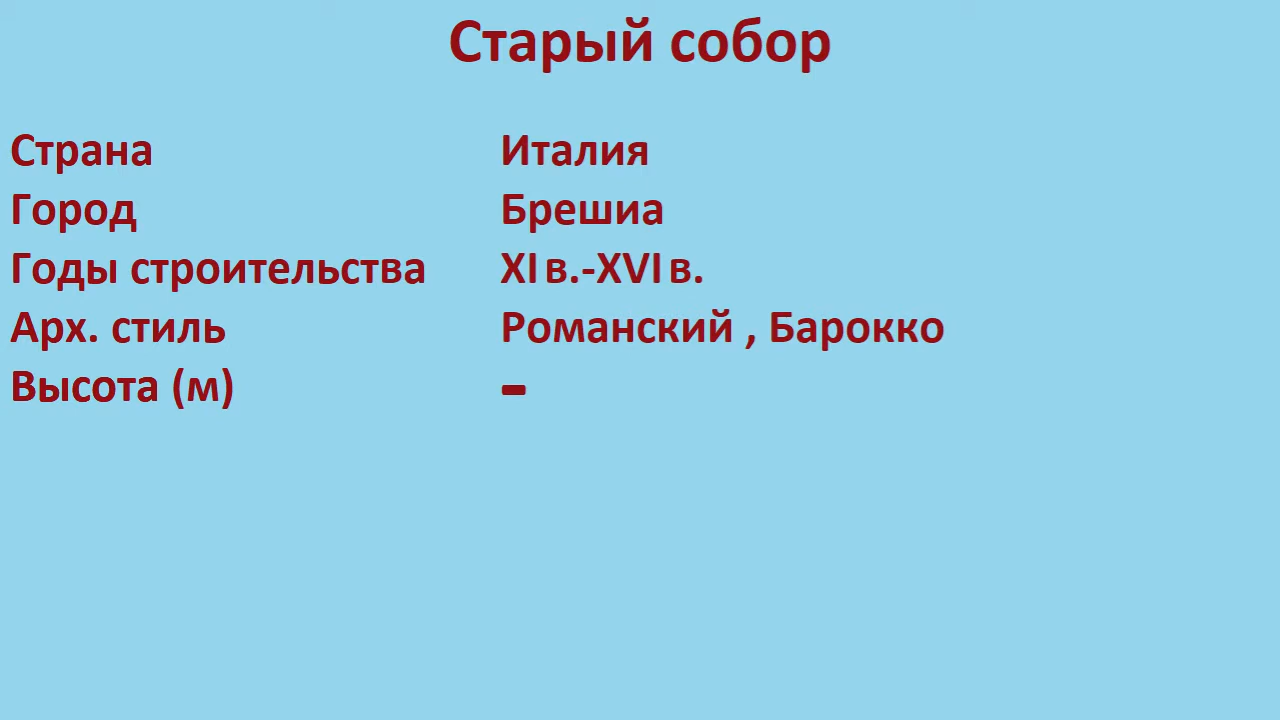 Старый собор
Страна Италия
Город Брешиа
Годы строительства XI в.-XVI в.
Арх. стиль Романский , Барокко
Высота (м) -